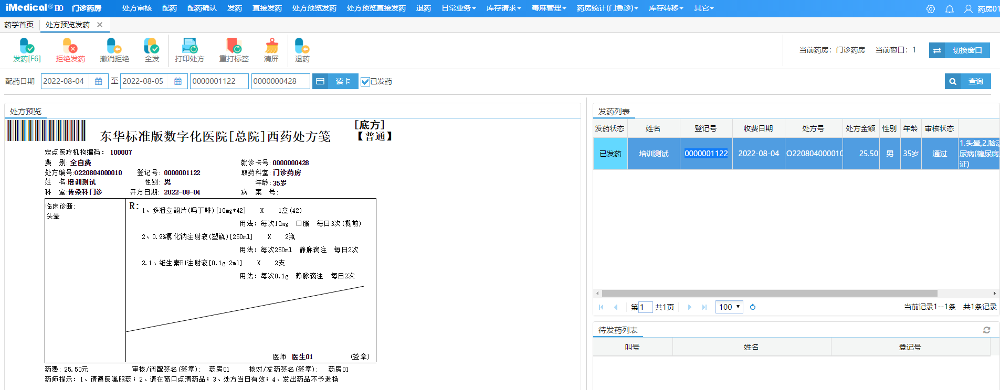 iMedical®HO 门诊药房 处方审核 配药 配药确认 发药 直接发药 处方预览发药 处方预览直接发药 退药 日常业务 库存请求 毒麻管理 药房统计(门急诊) 库存转移 其它 药房01
药学首页 处方预览发药
发药[F6] 拒绝发药 撤消拒绝 全发 打印处方 重打标签 清屏 退药 当前药房：门诊药房 当前窗口：1 切换窗口
配药日期 2022-08-04 至 2022-08-05 0000001122 0000000428 读卡 已发药 查询
处方预览
[底方]
东华标准版数字化医院[总院]西药处方笺
【普通】
定点医疗机构编码： 100007
费 别: 全自费 就诊卡号: 0000000428
处方编号:O220804000010 登记号: 0000001122 取药科室: 门诊药房
姓 名:培训测试 性别: 男 年龄: 35岁
科 室:传染科门诊 开方日期: 2022-08-04 病 案 号:
临床诊断:
头晕
R:
1、多潘立酮片(吗丁啉)[10mg*42] X 1盒(42)
用法: 每次10mg 口服 每日3次(餐前)
2、0.9%氯化钠注射液(塑瓶)[250ml] X 2瓶
用法: 每次250ml 静脉滴注 每日2次
2.1、维生素B1注射液[0.1g:2ml] X 2支
用法: 每次0.1g 静脉滴注 每日2次
医师 医生01 (签章)
药费: 25.50元 审核/调配签名(签章): 药房01 核对/发药签名(签章): 药房01
药师提示: 1、请遵医嘱服药; 2、请在窗口点清药品; 3、处方当日有效; 4、发出药品不予退换
发药列表
发药状态 姓名 登记号 收费日期 处方号 处方金额 性别 年龄 审核状态
已发药 培训测试 0000001122 2022-08-04 O220804000010 25.50 男 35岁 通过
1.头晕,2.脑动
尿病(糖尿病
证)
第1 共1页 100 当前记录1--1条 共1条记录
待发药列表
叫号 姓名 登记号